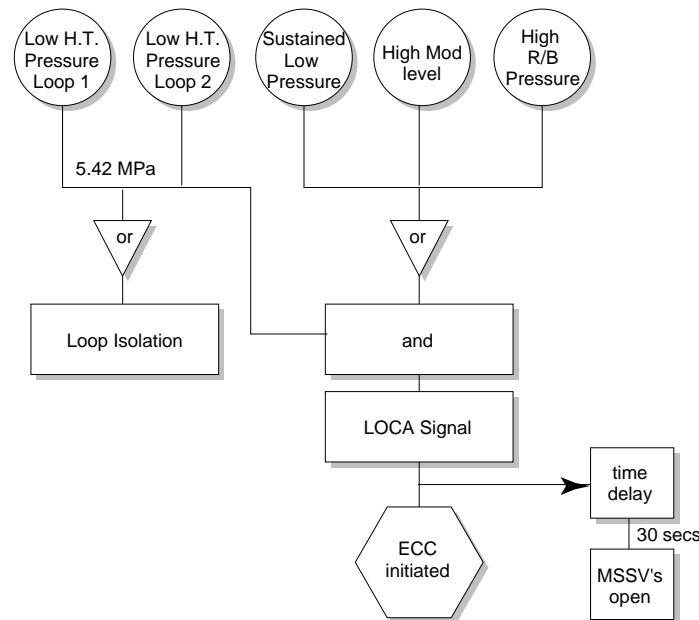 Low H.T.
Pressure
Loop 1
Low H.T.
Pressure
Loop 2
Sustained
Low
Pressure
High Mod
level
High
R/B
Pressure
5.42 MPa
or
or
Loop Isolation
and
LOCA Signal
time
delay
30 secs
ECC
initiated
MSSV's
open